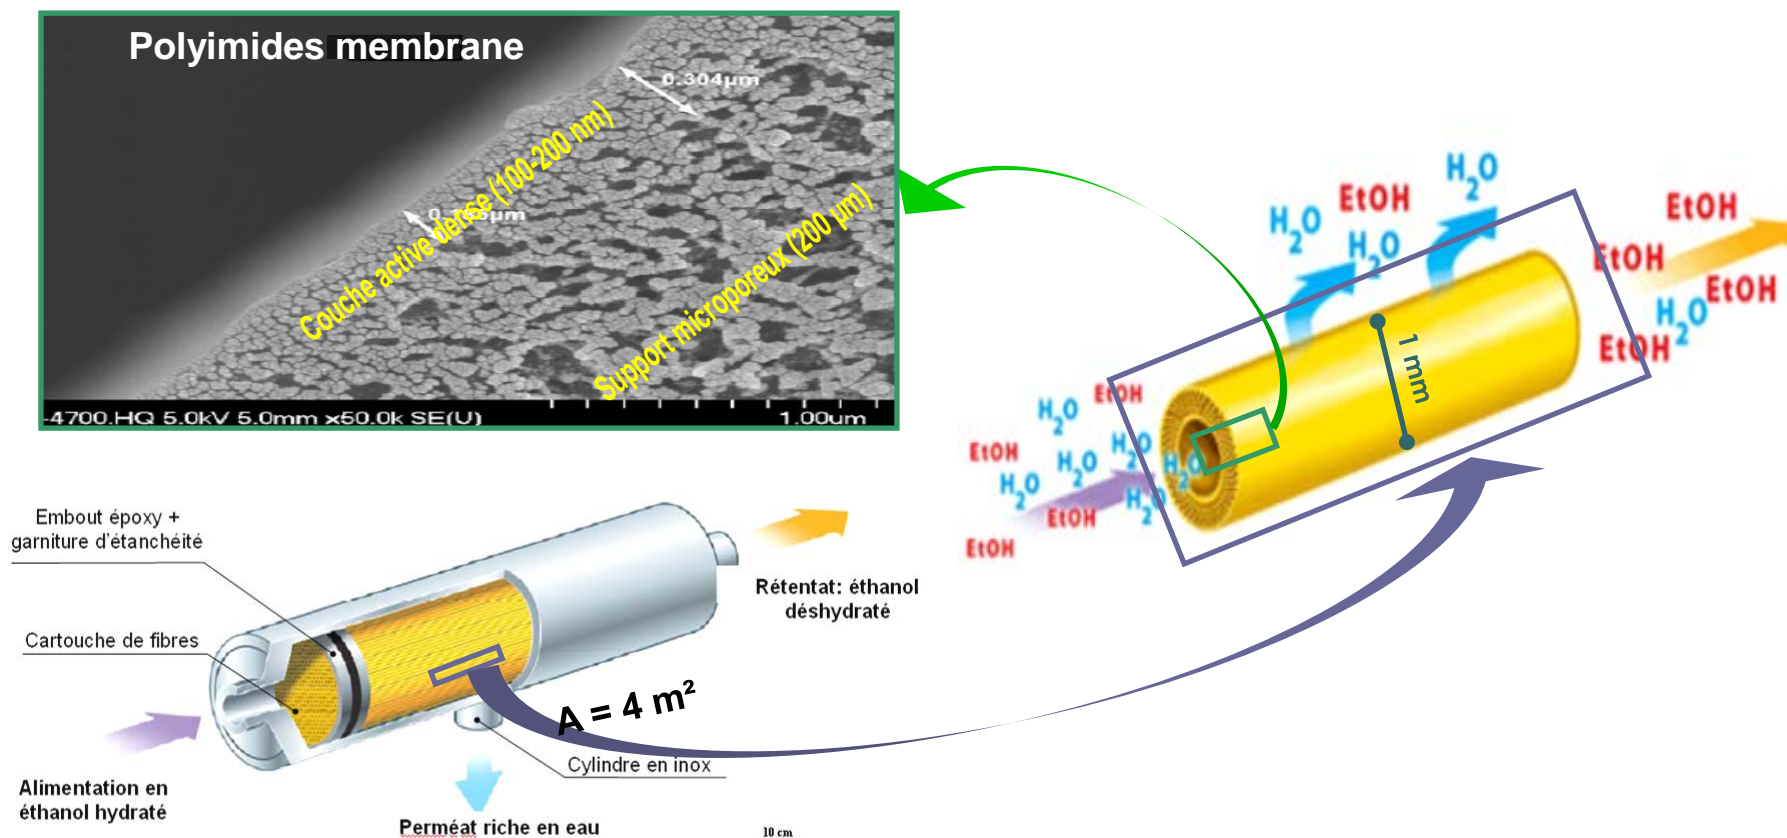 Polyimides membrane
0.304µm
Couche active dense (100-200 nm)
Support microporeux (200 µm)
-4700.HQ 5.0kV 5.0mm x50.0k SE(U)
1.00um
H2O
EtOH
H2O
H2O
EtOH
EtOH
EtOH
H2O
EtOH
1 mm
EtOH
H2O
H2O
EtOH
H2O
H2O
H2O
H2O
EtOH
EtOH
Embout époxy +
garniture d'étanchéité
Cartouche de fibres
Rétentat: éthanol
déshydraté
A = 4 m²
Cylindre en inox
Alimentation en
éthanol hydraté
Perméat riche en eau
10 cm